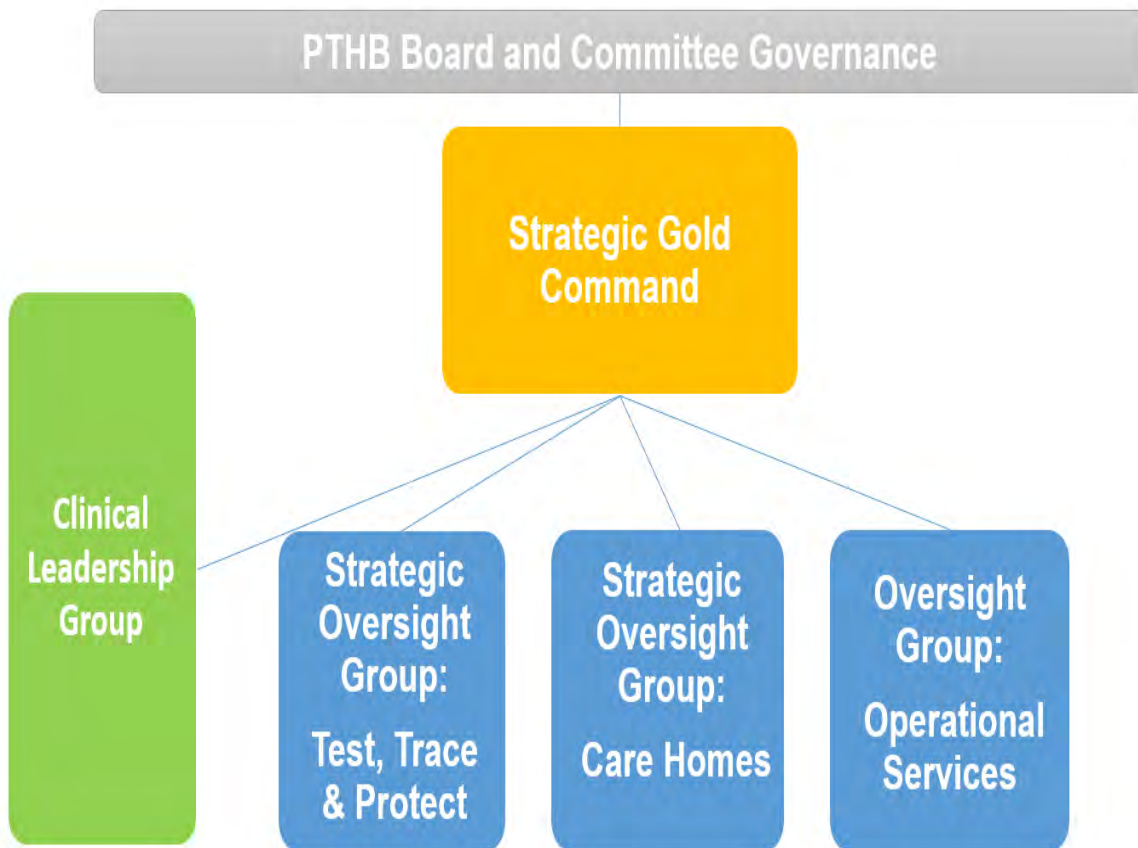 PTHB Board and Committee Governance
Strategic Gold
Command
Clinical
Leadership
Group
Strategic
Oversight
Group:
Test, Trace
& Protect
Strategic
Oversight
Group:
Care Homes
Oversight
Group:
Operational
Services